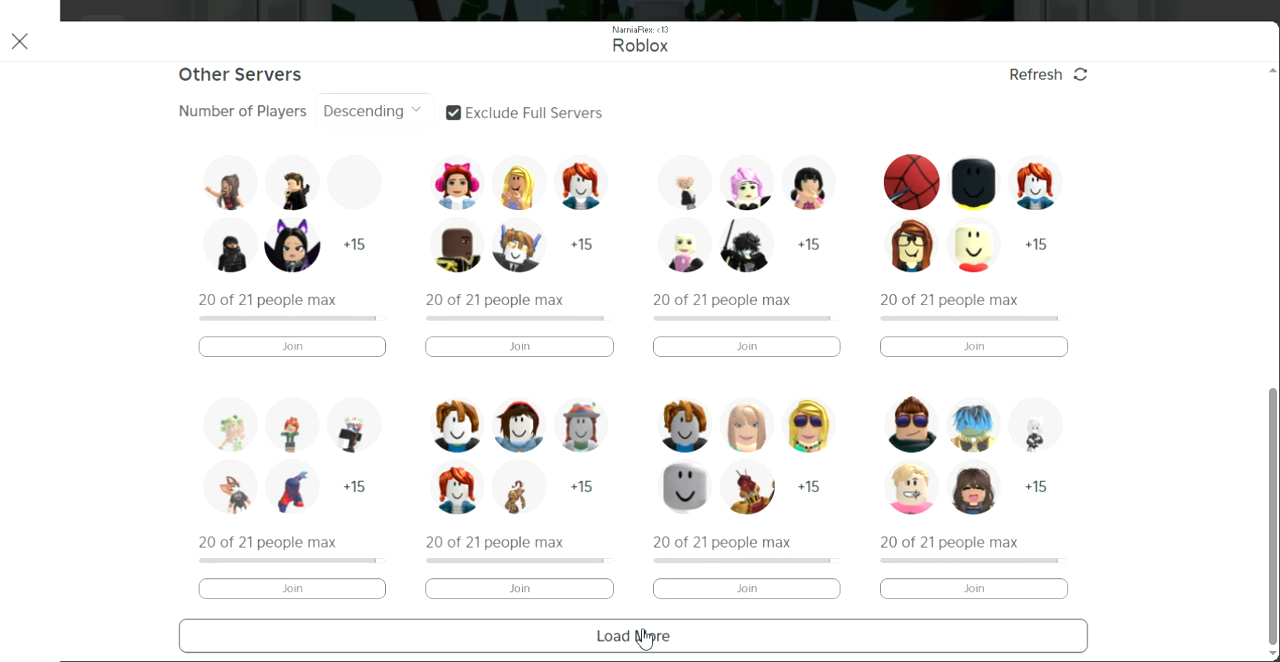 NarniaRex: <13
Roblox
Other Servers
Refresh
Number of Players Descending Exclude Full Servers
+15 +15 +15 +15
20 of 21 people max 20 of 21 people max 20 of 21 people max 20 of 21 people max
Join Join Join Join
+15 +15 +15 +15
20 of 21 people max 20 of 21 people max 20 of 21 people max 20 of 21 people max
Join Join Join Join
Load More